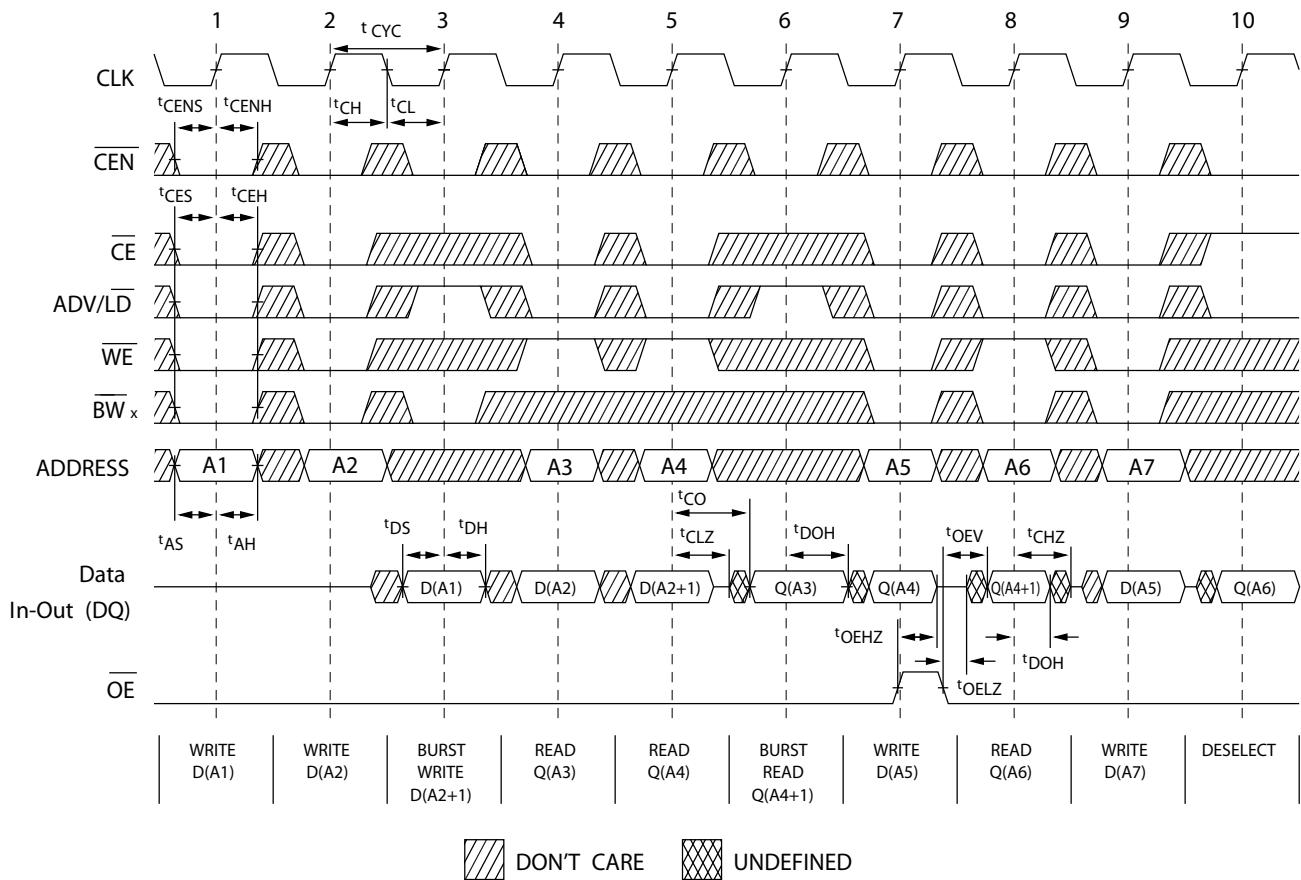 1 2 3 4 5 6 7 8 9 10
t CYC
CLK
tCENS tCENH tCH tCL
CEN
tCES tCEH
CE
ADV/LD
WE
BW x
ADDRESS A1 A2 A3 A4 A5 A6 A7
tCO
tAS tAH tDS tDH tCLZ tDOH tOEV tCHZ
Data
In-Out (DQ)
D(A1) D(A2) D(A2+1) Q(A3) Q(A4) Q(A4+1) D(A5) Q(A6)
tOEHZ tDOH
tOELZ
OE
WRITE
D(A1)
WRITE
D(A2)
BURST
WRITE
D(A2+1)
READ
Q(A3)
READ
Q(A4)
BURST
READ
Q(A4+1)
WRITE
D(A5)
READ
Q(A6)
WRITE
D(A7)
DESELECT
DON'T CARE UNDEFINED